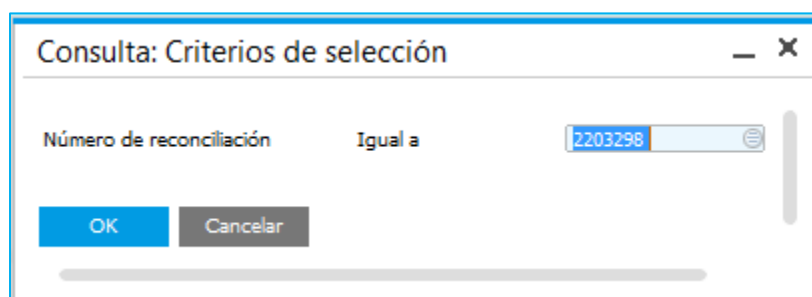 Consulta: Criterios de selección
Número de reconciliación Igual a 2203298
OK Cancelar